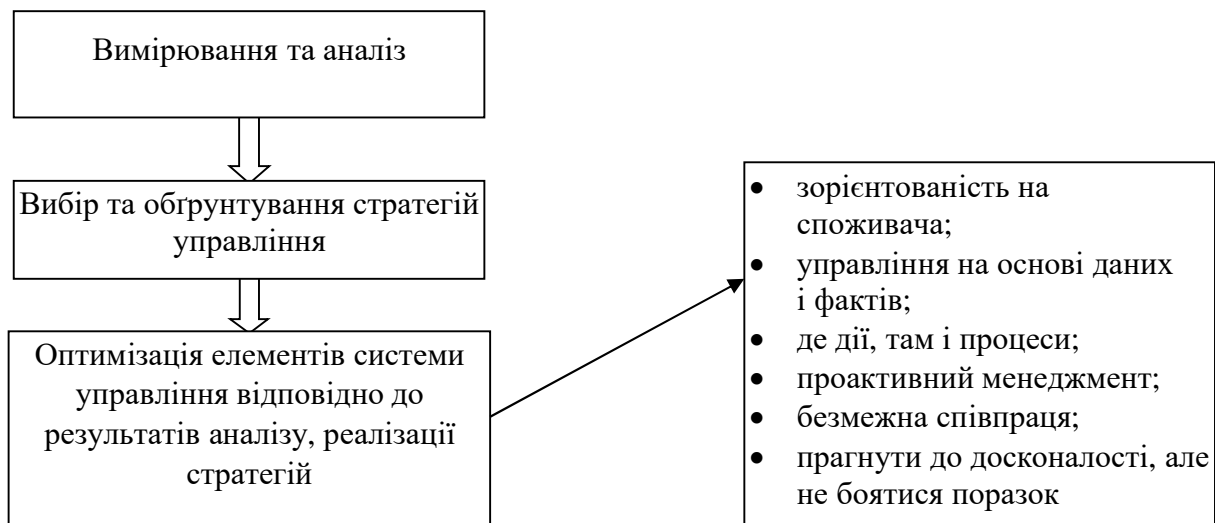 Вимірювання та аналіз
Вибір та обґрунтування стратегій
управління
Оптимізація елементів системи
управління відповідно до
результатів аналізу, реалізації
стратегій
• зорієнтованість на
споживача;
• управління на основі даних
і фактів;
• де дії, там і процеси;
• проактивний менеджмент;
• безмежна співпраця;
• прагнути до досконалості, але
не боятися поразок